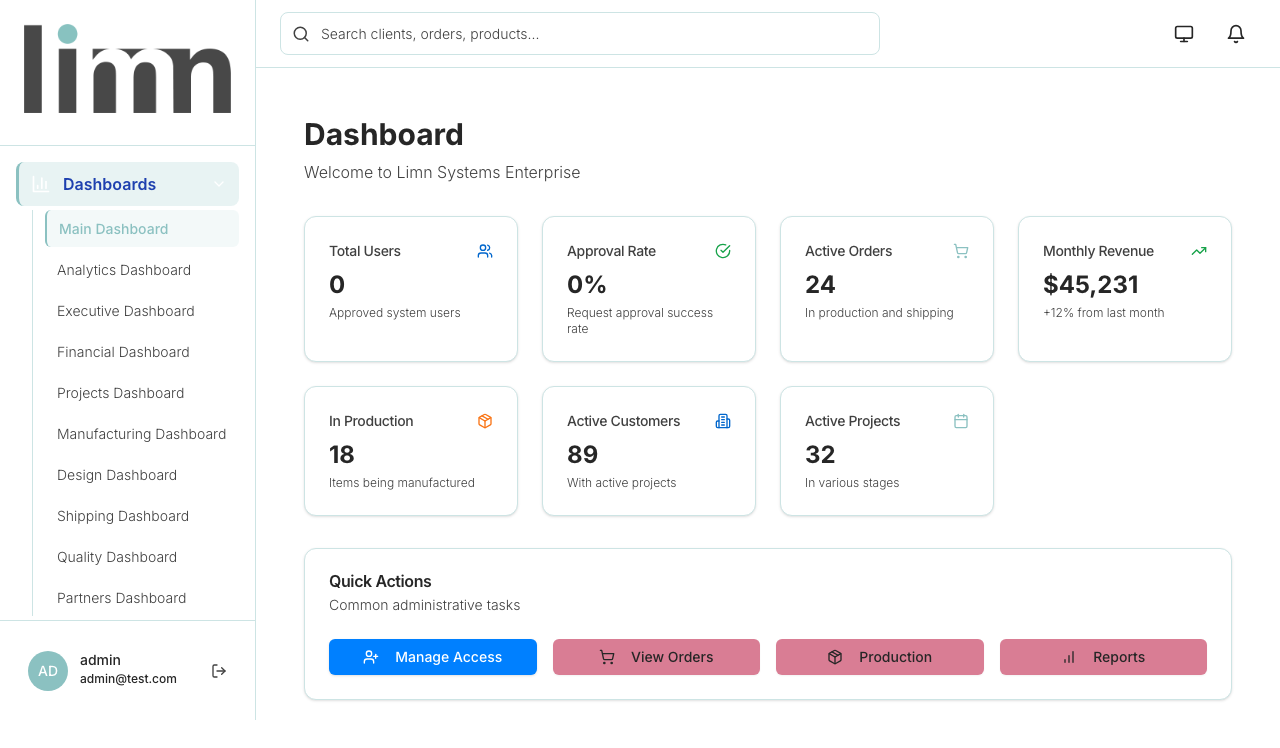 limn
Search clients, orders, products...
Dashboards
Main Dashboard
Analytics Dashboard
Executive Dashboard
Financial Dashboard
Projects Dashboard
Manufacturing Dashboard
Design Dashboard
Shipping Dashboard
Quality Dashboard
Partners Dashboard
AD
admin
admin@test.com
Dashboard
Welcome to Limn Systems Enterprise
Total Users
0
Approved system users
Approval Rate
0%
Request approval success
rate
Active Orders
24
In production and shipping
Monthly Revenue
$45,231
+12% from last month
In Production
18
Items being manufactured
Active Customers
89
With active projects
Active Projects
32
In various stages
Quick Actions
Common administrative tasks
Manage Access
View Orders
Production
Reports